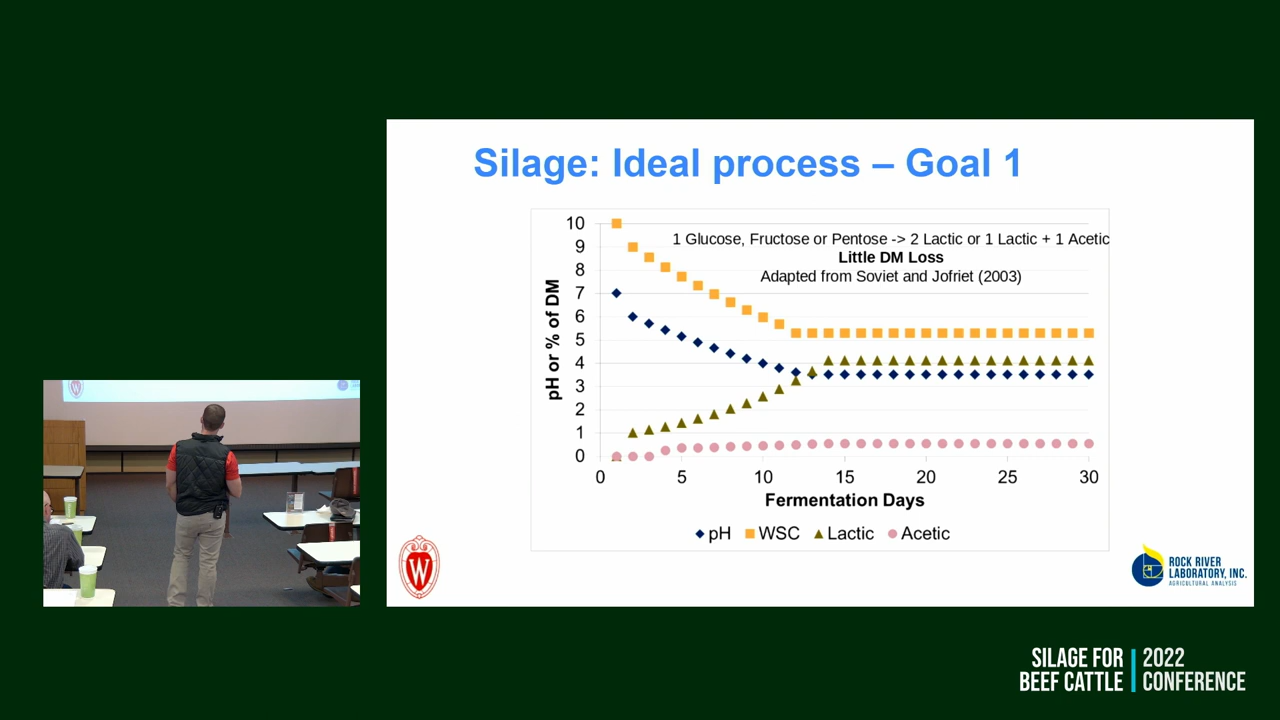 Silage: Ideal process – Goal 1
10
9
8
7
6
5
4
3
2
1
0
pH or % of DM
1 Glucose, Fructose or Pentose -> 2 Lactic or 1 Lactic + 1 Acetic
Little DM Loss
Adapted from Soviet and Jofriet (2003)
0 5 10 15 20 25 30
Fermentation Days
pH WSC Lactic Acetic
W
ROCK RIVER
LABORATORY, INC.
AGRICULTURAL ANALYSIS
SILAGE FOR
BEEF CATTLE
2022
CONFERENCE